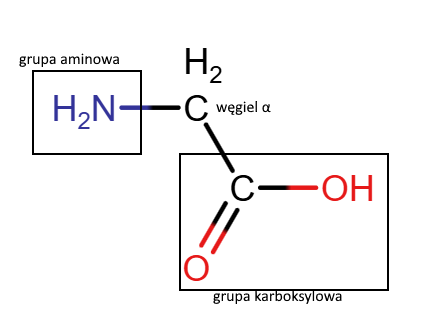 grupa aminowa
H₂
H₂N
C węgiel α
C
OH
O
grupa karboksylowa